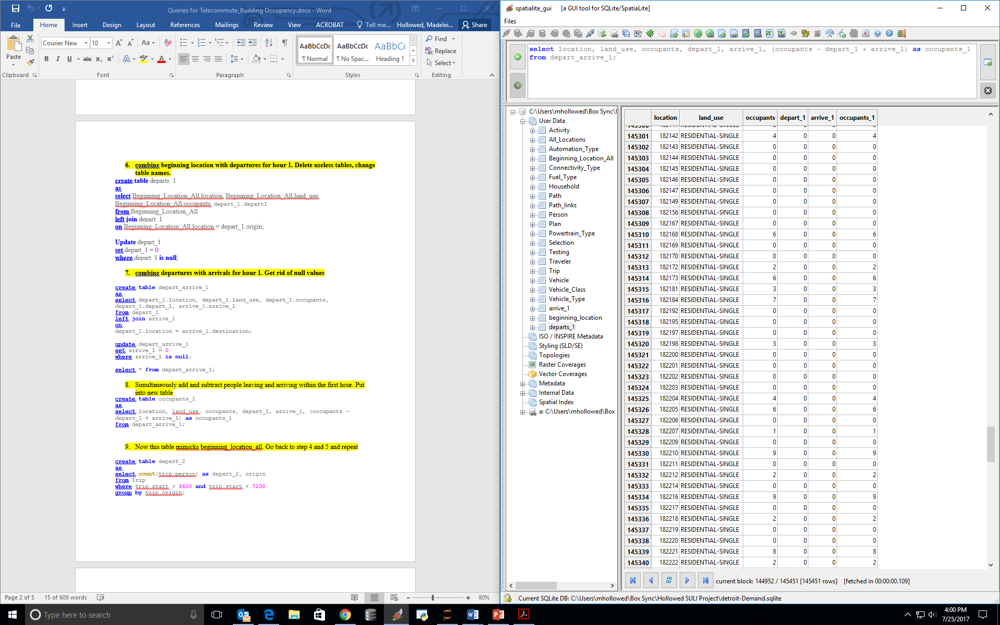 Queries for Telecommute_Building Occupancy.docx - Word
File Home Insert Design Layout References Mailings Review View ACROBAT Tell me... Hollowed, Madelei... Share
Paste
Clipboard
Courier New 10
Font
Paragraph
AaBbCcDc AaBbCcDc AaBbCc
¶ Normal ¶ No Spac... Heading 1
Styles
Find
Replace
Select
Editing
6. combine beginning location with departures for hour 1. Delete useless tables, change
table names.
create table departs_1
as
select Beginning_Location_All.location, Beginning_Location_All.land_use,
Beginning_Location_All.occupants, depart_1.depart1
from Beginning_Location_All
left join depart_1
on Beginning_Location_All.location = depart_1.origin;
Update depart_1
set depart_1 = 0
where depart_1 is null;
7. combine departures with arrivals for hour 1. Get rid of null values
create table depart_arrive_1
as
select depart_1.location, depart_1.land_use, depart_1.occupants,
depart_1.depart_1, arrive_1.arrive_1
from depart_1
left join arrive_1
on
depart_1.location = arrive_1.destination;
update depart_arrive_1
set arrive_1 = 0
where arrive_1 is null;
select * from depart_arrive_1;
8. Simultaneously add and subtract people leaving and arriving within the first hour. Put
into new table
create table occupants_1
as
select location, land_use, occupants, depart_1, arrive_1, (occupants -
depart_1 + arrive_1) as occupants_1
from depart_arrive_1;
9. Now this table mimicks beginning_location_all. Go back to step 4 and 5 and repeat
create table depart_2
as
select count(trip.person) as depart_2, origin
from Trip
where trip.start > 3600 and trip.start < 7200
group by trip.origin;
Page 2 of 5 15 of 609 words 80%
spatialite_gui [a GUI tool for SQLite/SpatiaLite]
Files
select location, land_use, occupants, depart_1, arrive_1, (occupants - depart_1 + arrive_1) as occupants_1
from depart_arrive_1;
C:\Users\mhollowed\Box Sync\
User Data
Activity
All_Locations
Automation_Type
Beginning_Location_All
Connectivity_Type
Fuel_Type
Household
Path
Path_links
Person
Plan
Powertrain_Type
Selection
Testing
Traveler
Trip
Vehicle
Vehicle_Class
Vehicle_Type
arrive_1
beginning_location
departs_1
ISO / INSPIRE Metadata
Styling (SLD/SE)
Topologies
Raster Coverages
Vector Coverages
Metadata
Internal Data
Spatial Index
a: C:\Users\mhollowed\Box
location land_use occupants depart_1 arrive_1 occupants_1
145301 182142 RESIDENTIAL-SINGLE 4 0 0 4
145302 182143 RESIDENTIAL-SINGLE 0 0 0 0
145303 182144 RESIDENTIAL-SINGLE 0 0 0 0
145304 182145 RESIDENTIAL-SINGLE 0 0 0 0
145305 182146 RESIDENTIAL-SINGLE 0 0 0 0
145306 182147 RESIDENTIAL-SINGLE 0 0 0 0
145307 182149 RESIDENTIAL-SINGLE 0 0 0 0
145308 182156 RESIDENTIAL-SINGLE 0 0 0 0
145309 182167 RESIDENTIAL-SINGLE 0 0 0 0
145310 182168 RESIDENTIAL-SINGLE 6 0 0 6
145311 182169 RESIDENTIAL-SINGLE 0 0 0 0
145312 182170 RESIDENTIAL-SINGLE 0 0 0 0
145313 182172 RESIDENTIAL-SINGLE 2 0 0 2
145314 182173 RESIDENTIAL-SINGLE 6 0 0 6
145315 182181 RESIDENTIAL-SINGLE 3 0 0 3
145316 182184 RESIDENTIAL-SINGLE 7 0 0 7
145317 182192 RESIDENTIAL-SINGLE 0 0 0 0
145318 182195 RESIDENTIAL-SINGLE 0 0 0 0
145319 182197 RESIDENTIAL-SINGLE 0 0 0 0
145320 182198 RESIDENTIAL-SINGLE 3 0 0 3
145321 182200 RESIDENTIAL-SINGLE 0 0 0 0
145322 182201 RESIDENTIAL-SINGLE 0 0 0 0
145323 182202 RESIDENTIAL-SINGLE 0 0 0 0
145324 182203 RESIDENTIAL-SINGLE 0 0 0 0
145325 182204 RESIDENTIAL-SINGLE 4 0 0 4
145326 182205 RESIDENTIAL-SINGLE 6 0 0 6
145327 182206 RESIDENTIAL-SINGLE 0 0 0 0
145328 182207 RESIDENTIAL-SINGLE 1 0 0 1
145329 182209 RESIDENTIAL-SINGLE 0 0 0 0
145330 182210 RESIDENTIAL-SINGLE 9 0 0 9
145331 182211 RESIDENTIAL-SINGLE 0 0 0 0
145332 182212 RESIDENTIAL-SINGLE 2 0 0 2
145333 182214 RESIDENTIAL-SINGLE 0 0 0 0
145334 182216 RESIDENTIAL-SINGLE 9 0 0 9
145335 182217 RESIDENTIAL-SINGLE 0 0 0 0
145336 182218 RESIDENTIAL-SINGLE 2 0 0 2
145337 182219 RESIDENTIAL-SINGLE 0 0 0 0
145338 182220 RESIDENTIAL-SINGLE 0 0 0 0
145339 182221 RESIDENTIAL-SINGLE 8 0 0 8
145340 182222 RESIDENTIAL-SINGLE 2 0 0 2
current block: 144952 / 145451 [145451 rows] [fetched in 00:00:00.109]
Current SQLite DB: C:\Users\mhollowed\Box Sync\Hollowed SULI Project\detroit-Demand.sqlite
Type here to search
4:00 PM
7/25/2017